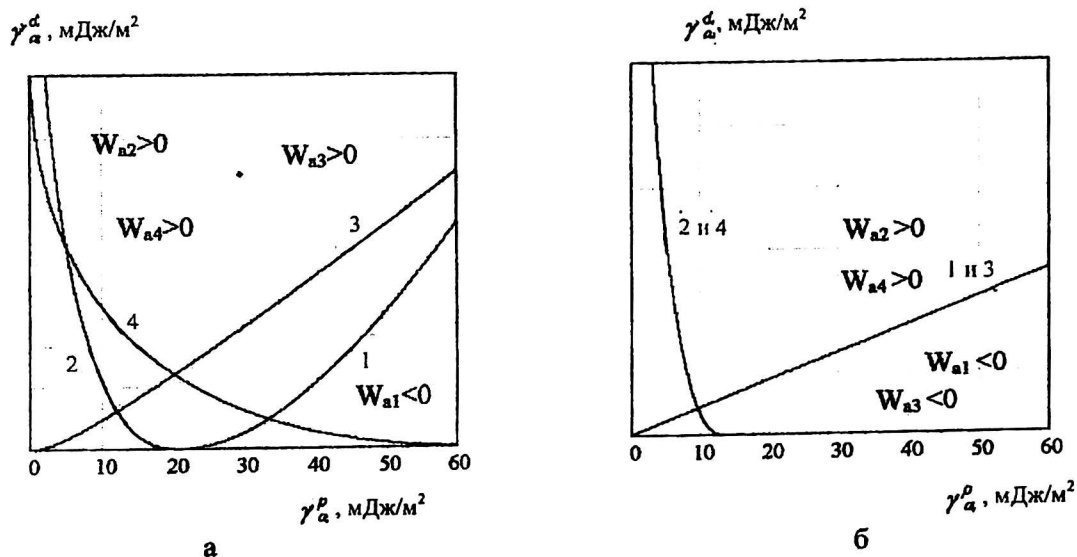 γ_a^d, мДж/м²
W_a2>0
W_a3>0
W_a4>0
3
4
2
1
W_a1<0
0 10 20 30 40 50 60
γ_a^p, мДж/м²
а
γ_a^d, мДж/м²
2 и 4
W_a2>0
W_a4>0
1 и 3
W_a1<0
W_a3<0
0 10 20 30 40 50 60
γ_a^p, мДж/м²
б